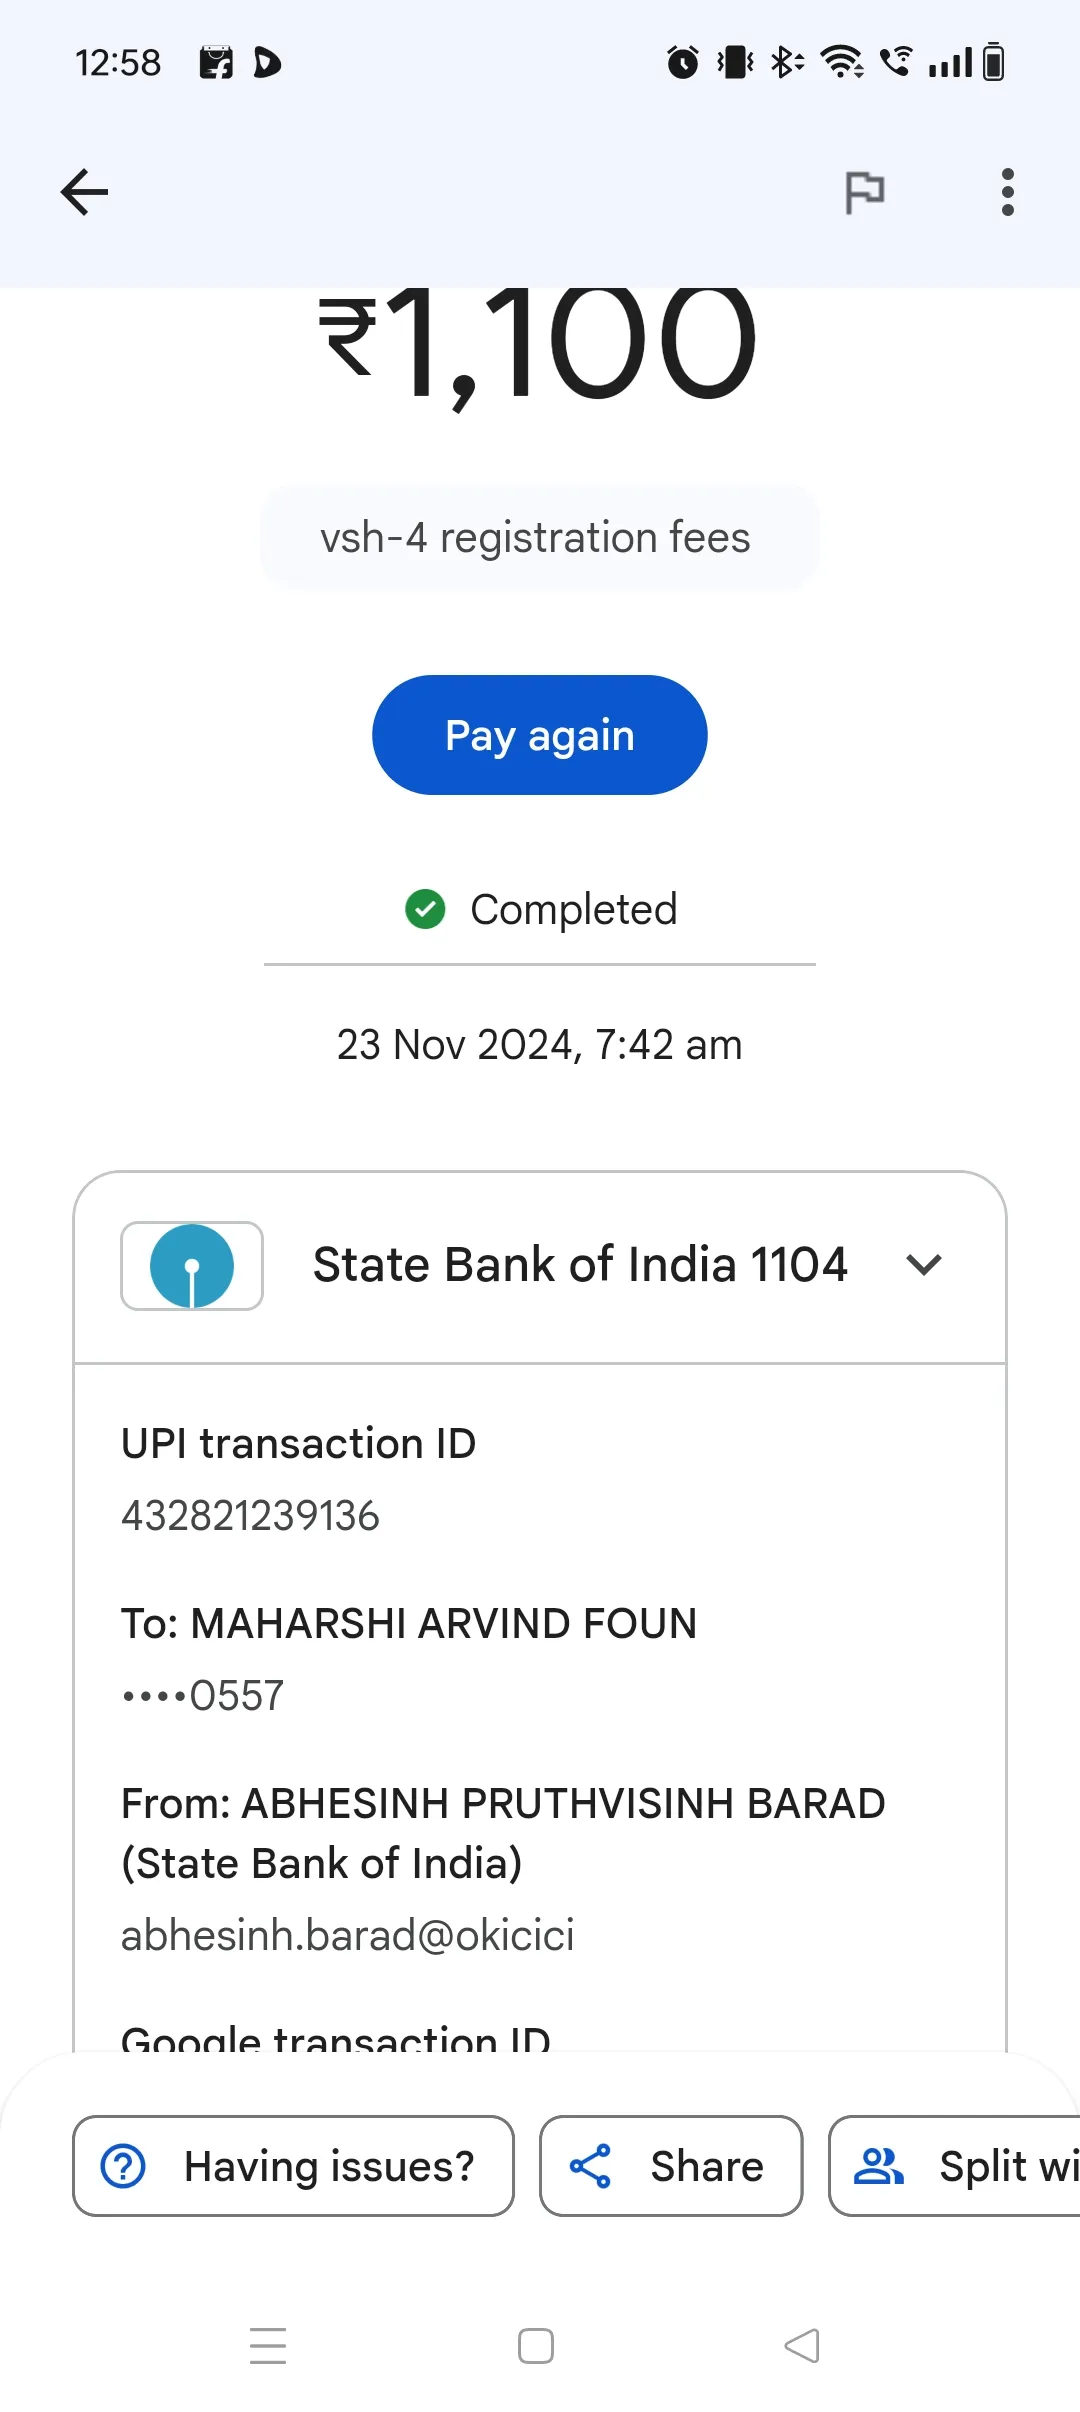 12:58
₹1,100
vsh-4 registration fees
Pay again
Completed
23 Nov 2024, 7:42 am
State Bank of India 1104
UPI transaction ID
432821239136
To: MAHARSHI ARVIND FOUN
••••0557
From: ABHESINH PRUTHVISINH BARAD
(State Bank of India)
abhesinh.barad@okicici
Google transaction ID
Having issues?
Share
Split wi